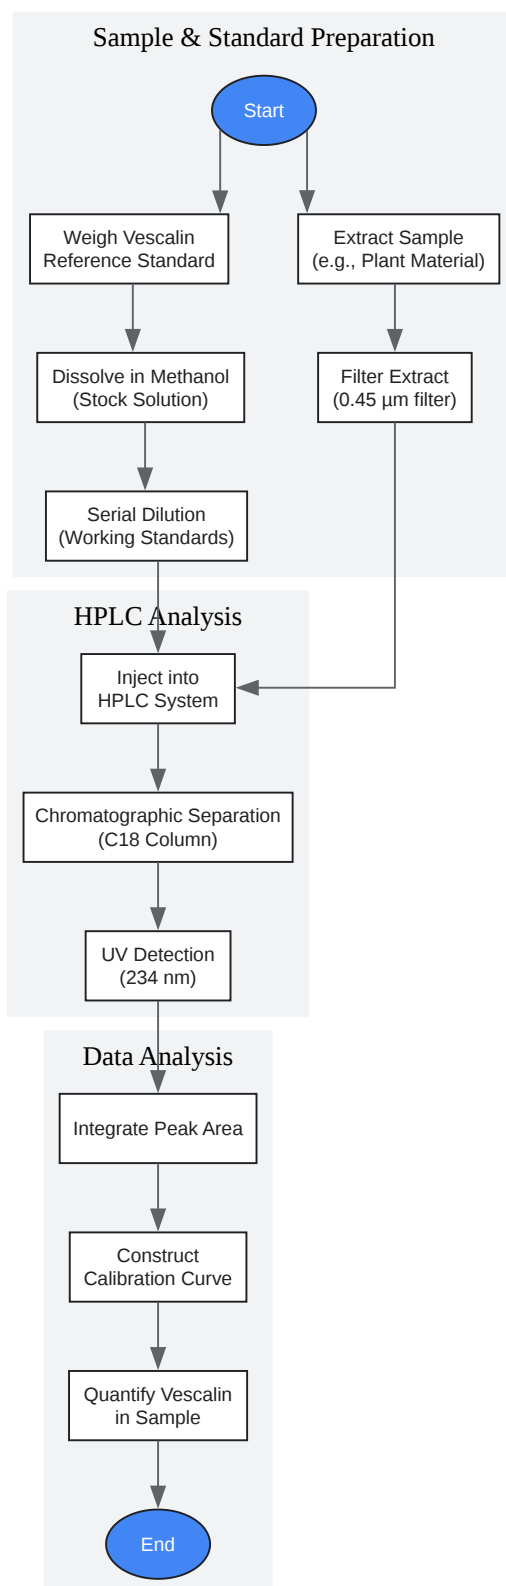 Sample & Standard Preparation
Start
Weigh Vescalin
Reference Standard
Extract Sample
(e.g., Plant Material)
Dissolve in Methanol
(Stock Solution)
Filter Extract
(0.45 µm filter)
Serial Dilution
(Working Standards)
HPLC Analysis
Inject into
HPLC System
Chromatographic Separation
(C18 Column)
UV Detection
(234 nm)
Data Analysis
Integrate Peak Area
Construct
Calibration Curve
Quantify Vescalin
in Sample
End